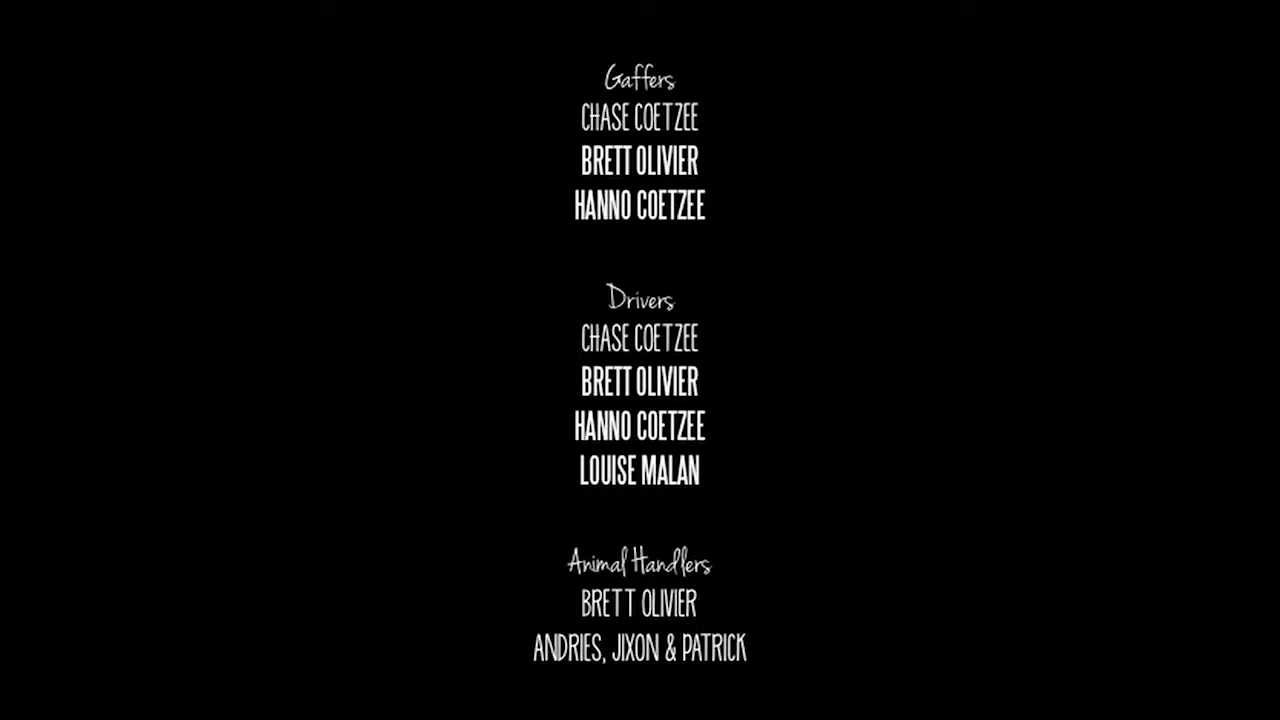 Gaffers
CHASE COETZEE
BRETT OLIVIER
HANNO COETZEE
Drivers
CHASE COETZEE
BRETT OLIVIER
HANNO COETZEE
LOUISE MALAN
Animal Handlers
BRETT OLIVIER
ANDRIES, JIXON & PATRICK